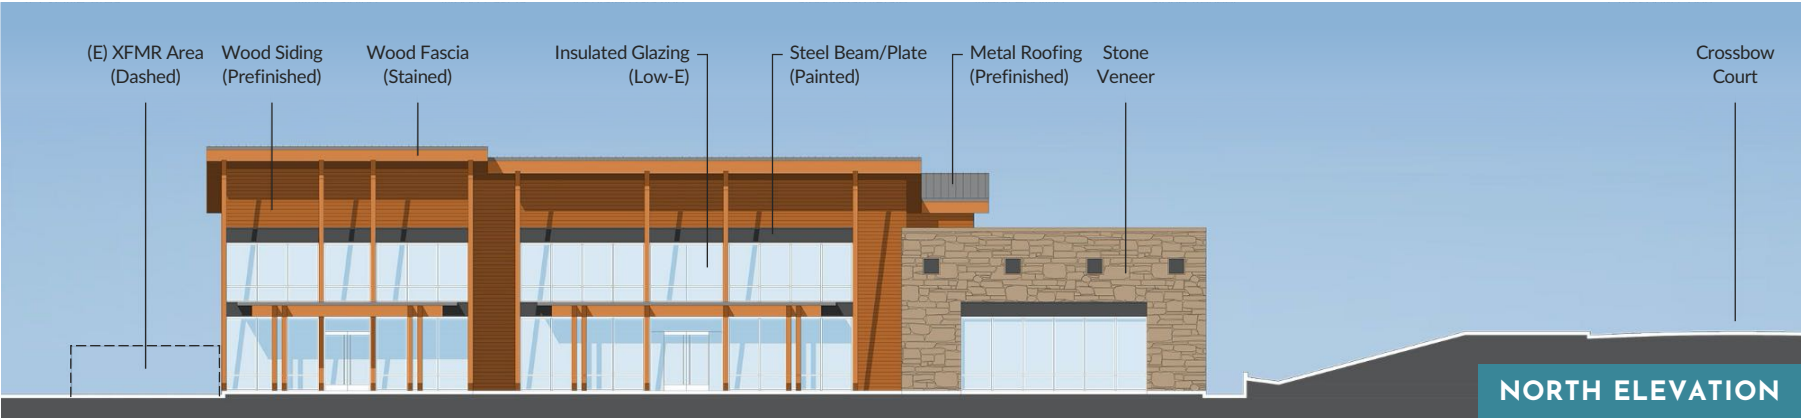 (E) XFMR Area
(Dashed)
Wood Siding
(Prefinished)
Wood Fascia
(Stained)
Insulated Glazing
(Low-E)
Steel Beam/Plate
(Painted)
Metal Roofing
(Prefinished)
Stone
Veneer
Crossbow
Court
NORTH ELEVATION